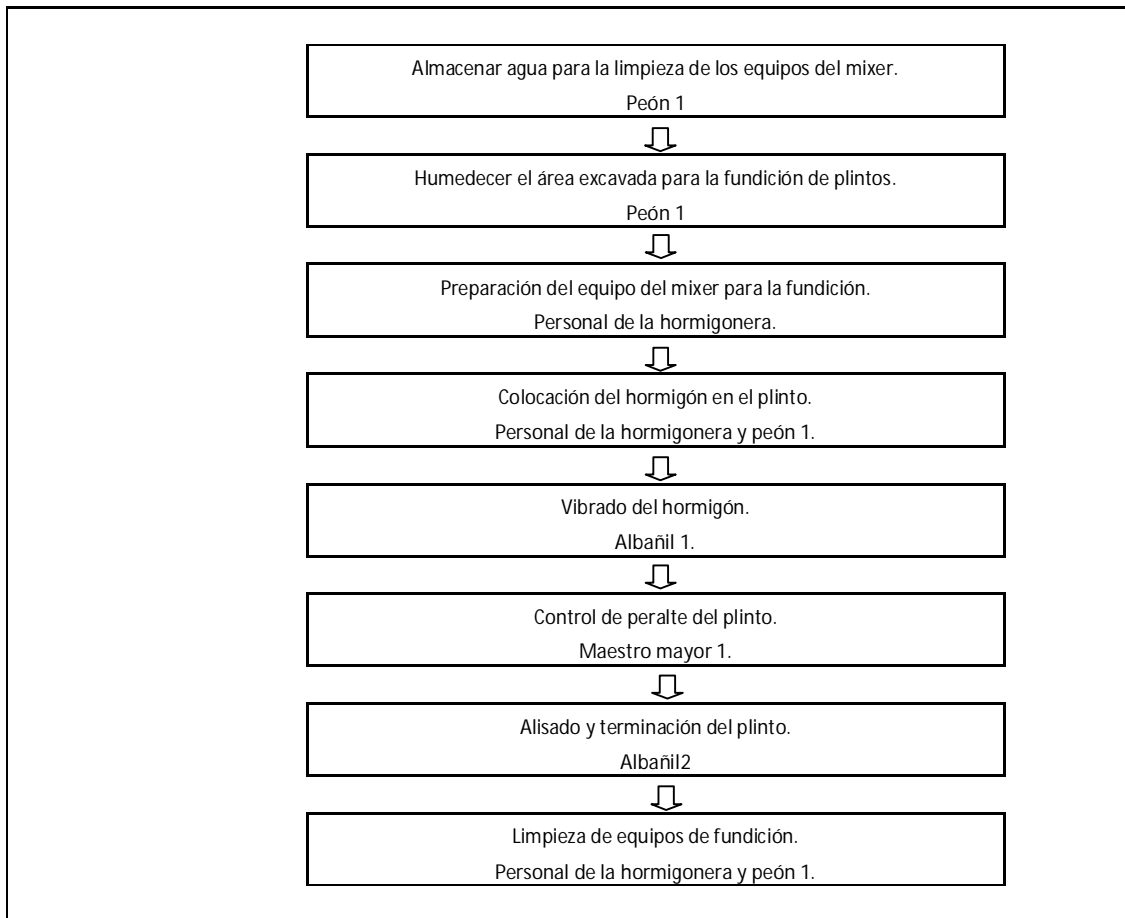 Almacenar agua para la limpieza de los equipos del mixer.
Peón 1
Humedecer el área excavada para la fundición de plintos.
Peón 1
Preparación del equipo del mixer para la fundición.
Personal de la hormigonera.
Colocación del hormigón en el plinto.
Personal de la hormigonera y peón 1.
Vibrado del hormigón.
Albañil 1.
Control de peralte del plinto.
Maestro mayor 1.
Alisado y terminación del plinto.
Albañil2
Limpieza de equipos de fundición.
Personal de la hormigonera y peón 1.